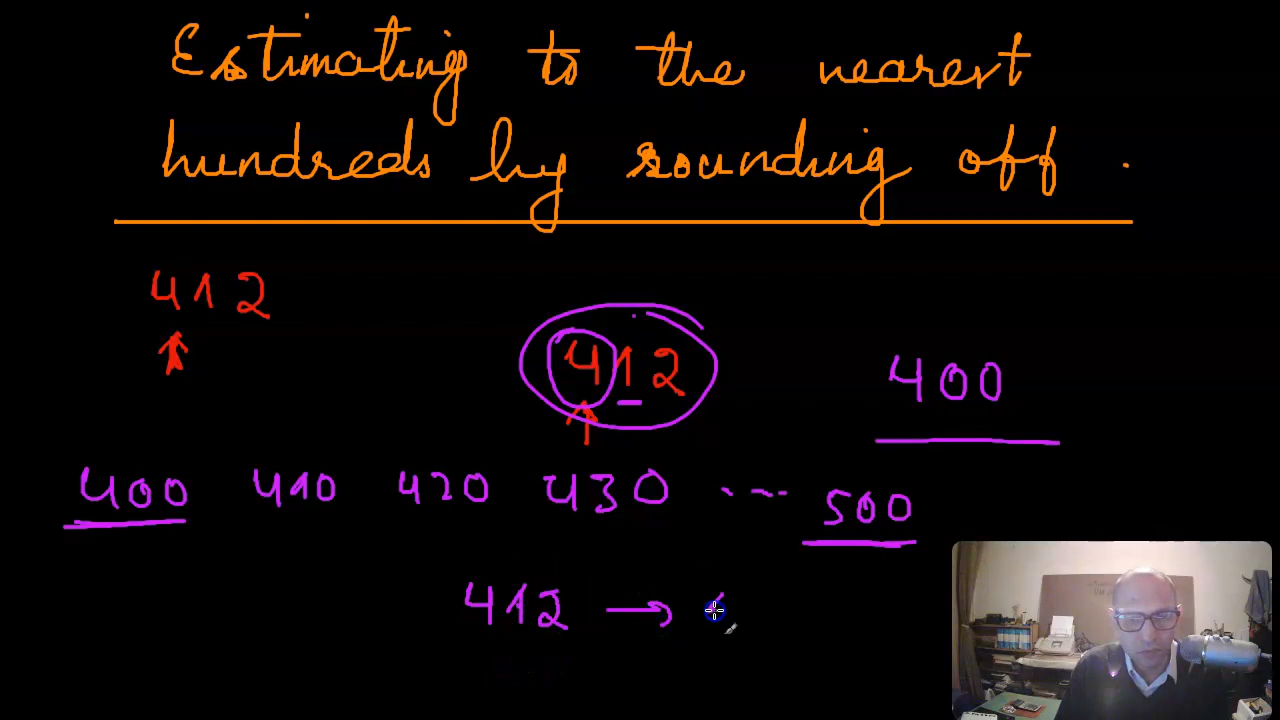 Estimating to the nearest
hundreds by rounding off .
412
412
400
400 410 420 430 ---- 500
412 →